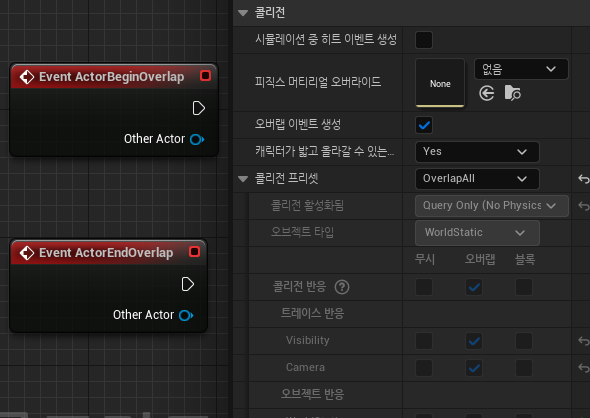 Event ActorBeginOverlap
Other Actor
Event ActorEndOverlap
Other Actor
콜리전
시뮬레이션 중 히트 이벤트 생성
피직스 머티리얼 오버라이드
None
없음
오버랩 이벤트 생성
캐릭터가 밟고 올라갈 수 있는...
Yes
콜리전 프리셋
OverlapAll
콜리전 활성화됨
Query Only (No Physics
오브젝트 타입
WorldStatic
무시 오버랩 블록
콜리전 반응 ?
트레이스 반응
Visibility
Camera
오브젝트 반응